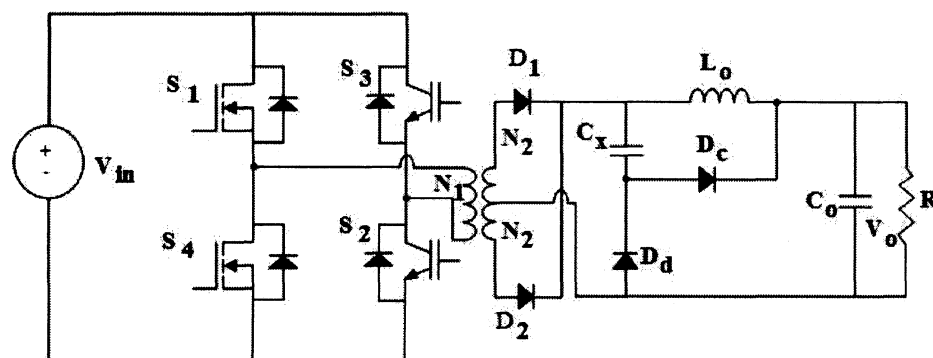 S1
S3
D1
Lo
N2
Cx
Dc
+
-
Vin
N1
Co
R
Vo
S4
S2
N2
Dd
D2